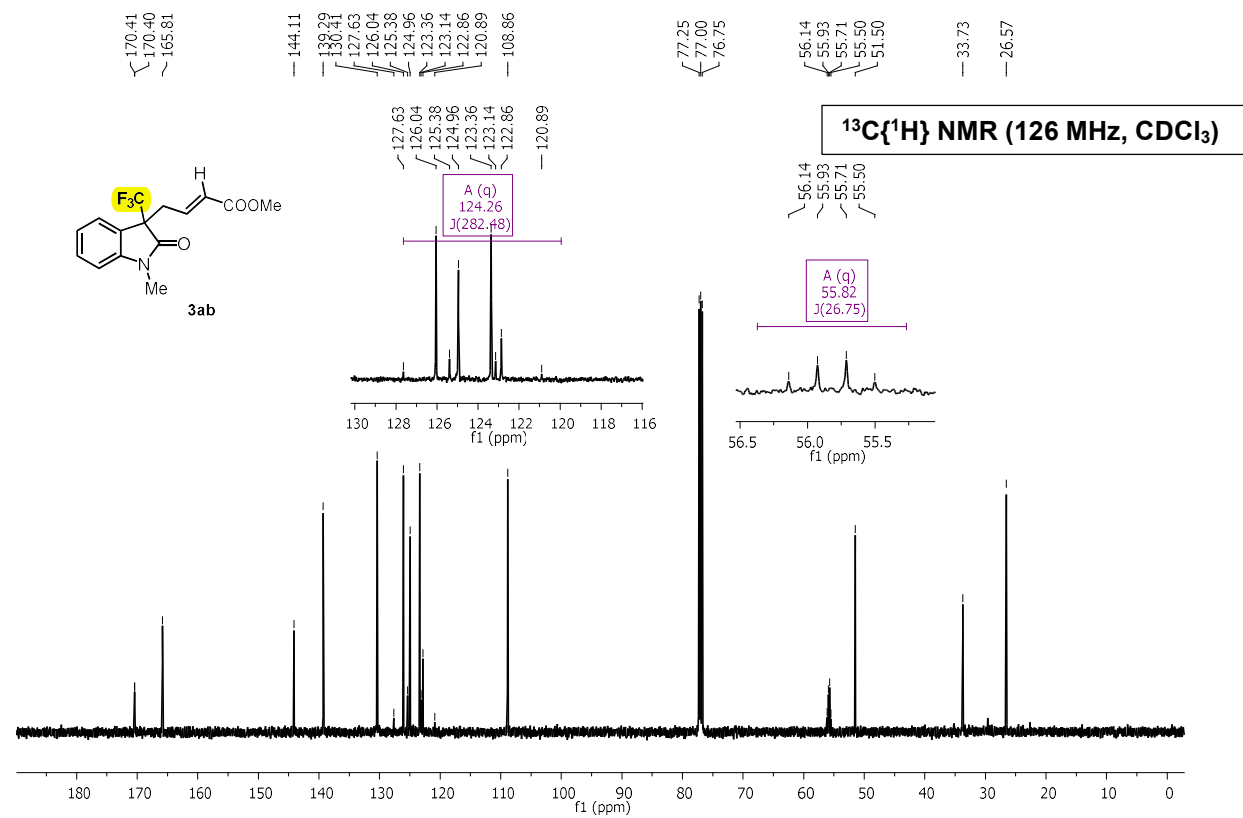 170.41
170.40
165.81
144.11
139.29
130.41
127.63
126.04
125.38
124.96
123.36
123.14
122.86
120.89
108.86
77.25
77.00
76.75
56.14
55.93
55.71
55.50
51.50
33.73
26.57
¹³C{¹H} NMR (126 MHz, CDCl₃)
127.63
126.04
125.38
124.96
123.36
123.14
122.86
120.89
A (q)
124.26
J(282.48)
130 128 126 124 122 120 118 116
f1 (ppm)
56.14
55.93
55.71
55.50
A (q)
55.82
J(26.75)
56.5 56.0 55.5
f1 (ppm)
H
F₃C
COOMe
O
N
Me
3ab
180 170 160 150 140 130 120 110 100 90 80 70 60 50 40 30 20 10 0
f1 (ppm)